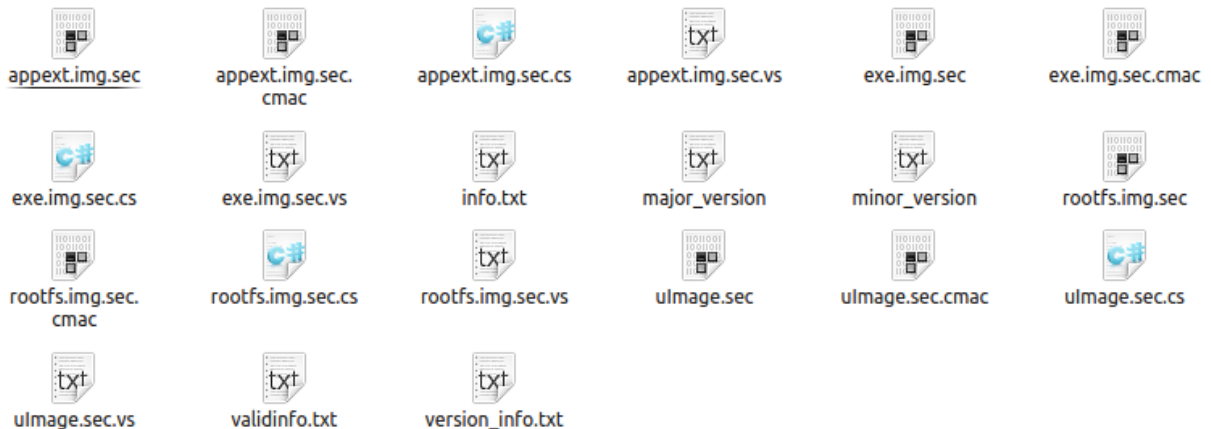 appext.img.sec
appext.img.sec.
cmac
appext.img.sec.cs
appext.img.sec.vs
exe.img.sec
exe.img.sec.cmac
exe.img.sec.cs
exe.img.sec.vs
info.txt
major_version
minor_version
rootfs.img.sec
rootfs.img.sec.
cmac
rootfs.img.sec.cs
rootfs.img.sec.vs
uImage.sec
uImage.sec.cmac
uImage.sec.cs
uImage.sec.vs
validinfo.txt
version_info.txt